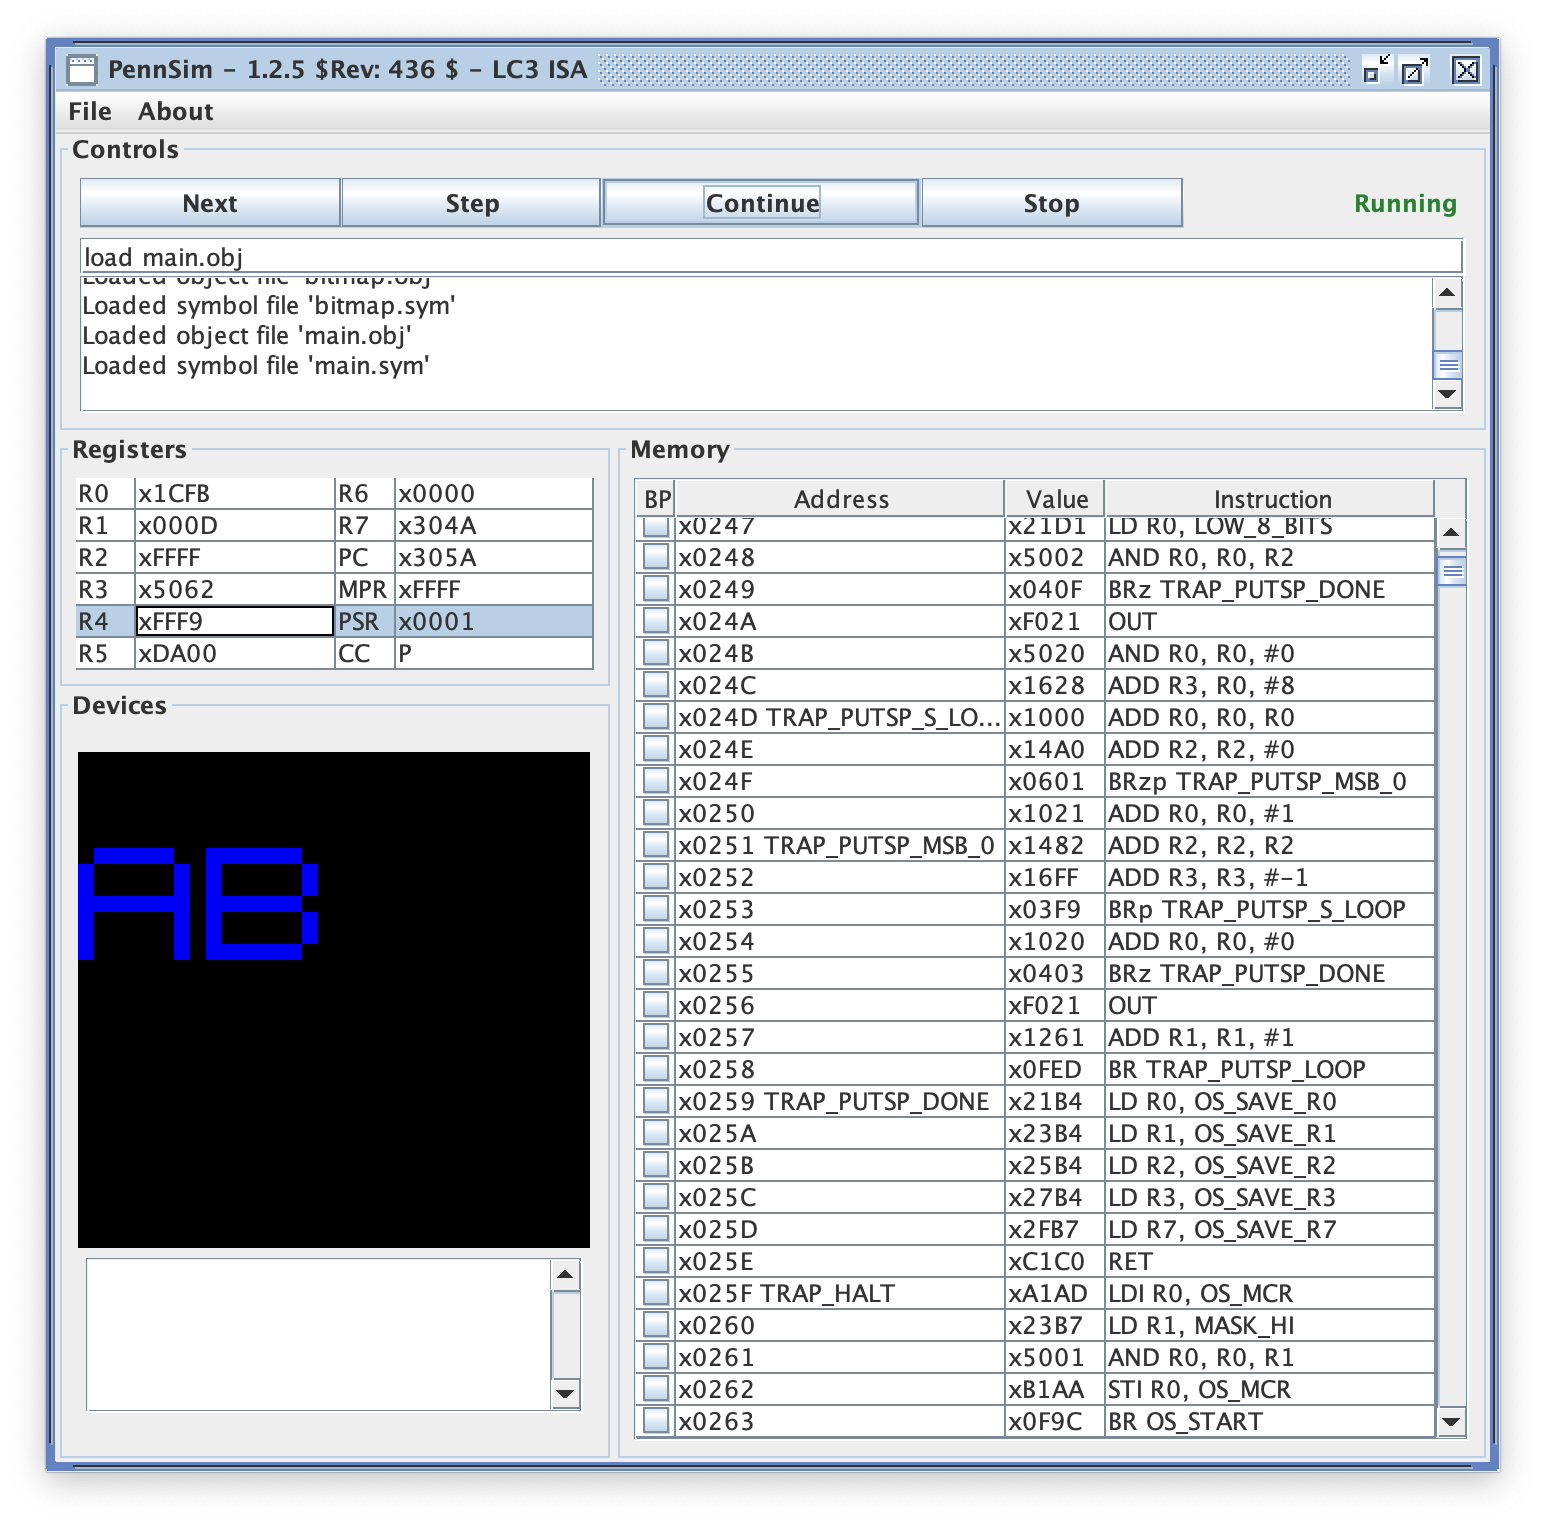 PennSim - 1.2.5 $Rev: 436 $ - LC3 ISA
File About
Controls
Next Step Continue Stop Running
load main.obj
Loaded object file 'bitmap.obj'
Loaded symbol file 'bitmap.sym'
Loaded object file 'main.obj'
Loaded symbol file 'main.sym'
Registers
R0 x1CFB R6 x0000
R1 x000D R7 x304A
R2 xFFFF PC x305A
R3 x5062 MPR xFFFF
R4 xFFF9 PSR x0001
R5 xDA00 CC P
Devices
AB
Memory
BP Address Value Instruction
x0247 x21D1 LD R0, LOW_8_BITS
x0248 x5002 AND R0, R0, R2
x0249 x040F BRz TRAP_PUTSP_DONE
x024A xF021 OUT
x024B x5020 AND R0, R0, #0
x024C x1628 ADD R3, R0, #8
x024D TRAP_PUTSP_S_LO... x1000 ADD R0, R0, R0
x024E x14A0 ADD R2, R2, #0
x024F x0601 BRzp TRAP_PUTSP_MSB_0
x0250 x1021 ADD R0, R0, #1
x0251 TRAP_PUTSP_MSB_0 x1482 ADD R2, R2, R2
x0252 x16FF ADD R3, R3, #-1
x0253 x03F9 BRp TRAP_PUTSP_S_LOOP
x0254 x1020 ADD R0, R0, #0
x0255 x0403 BRz TRAP_PUTSP_DONE
x0256 xF021 OUT
x0257 x1261 ADD R1, R1, #1
x0258 x0FED BR TRAP_PUTSP_LOOP
x0259 TRAP_PUTSP_DONE x21B4 LD R0, OS_SAVE_R0
x025A x23B4 LD R1, OS_SAVE_R1
x025B x25B4 LD R2, OS_SAVE_R2
x025C x27B4 LD R3, OS_SAVE_R3
x025D x2FB7 LD R7, OS_SAVE_R7
x025E xC1C0 RET
x025F TRAP_HALT xA1AD LDI R0, OS_MCR
x0260 x23B7 LD R1, MASK_HI
x0261 x5001 AND R0, R0, R1
x0262 xB1AA STI R0, OS_MCR
x0263 x0F9C BR OS_START